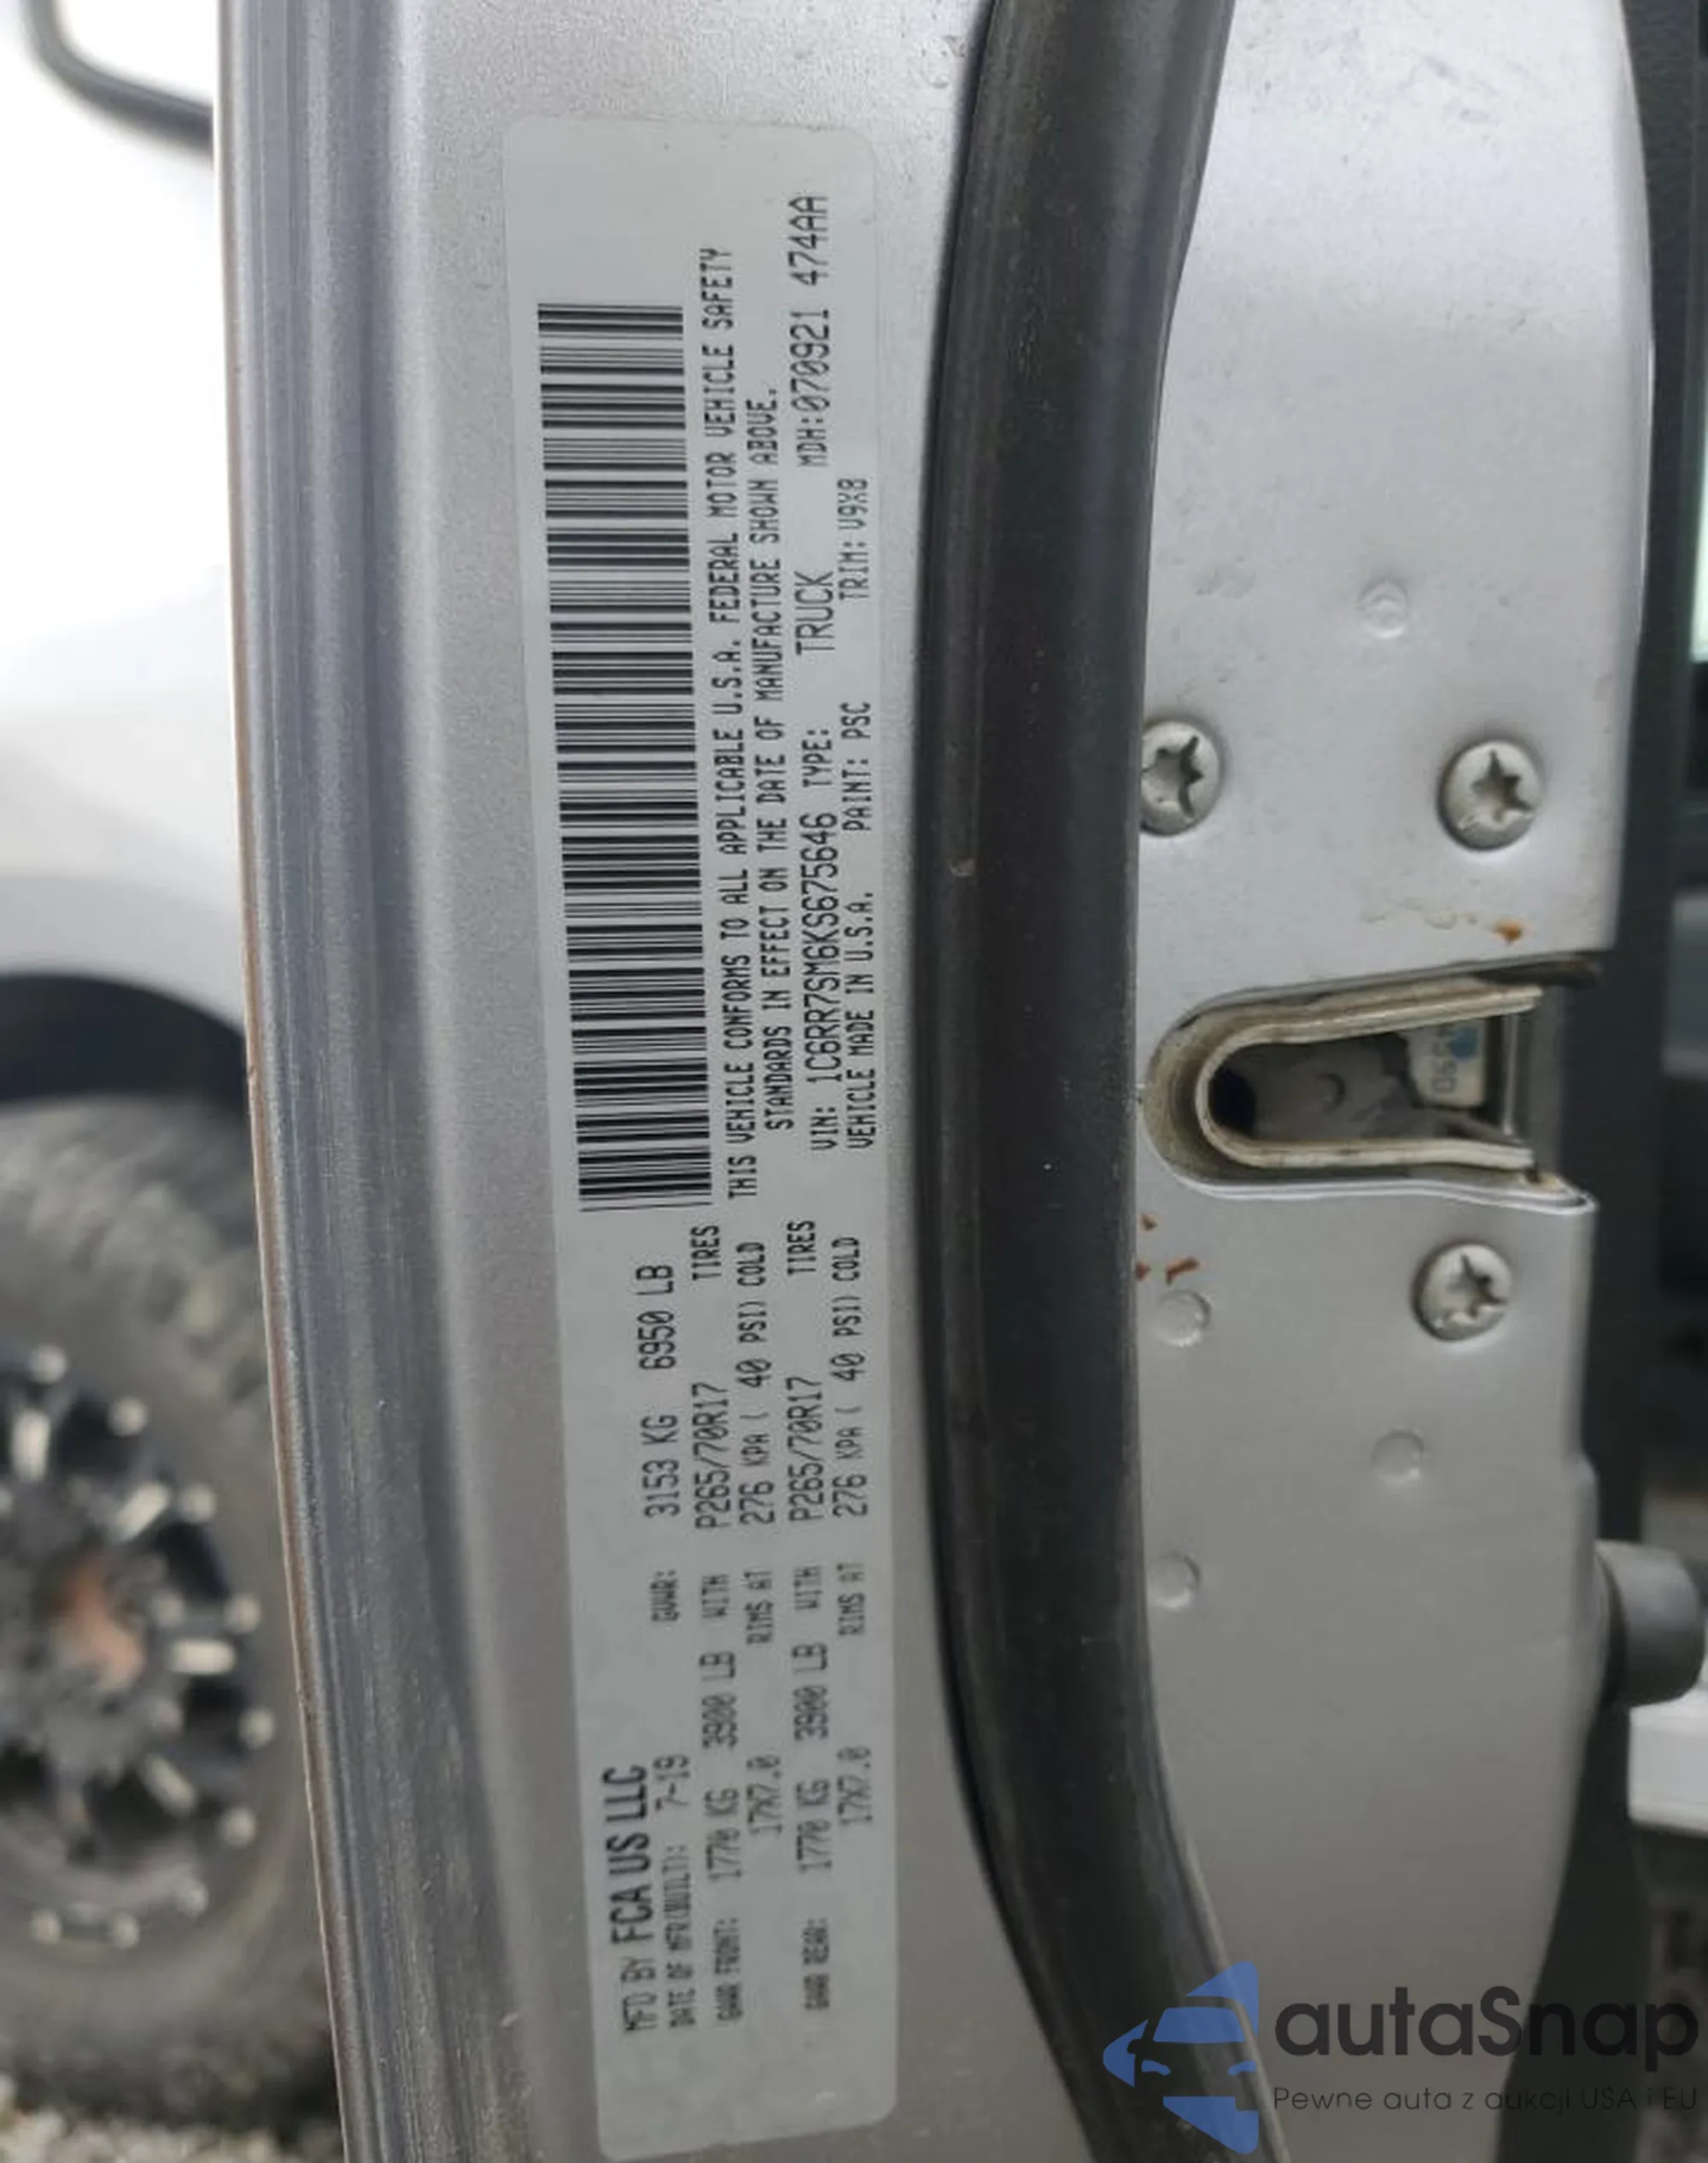 MFD BY FCA US LLC
DATE OF MFR(BUILT): 7-19
GVWR: 3153 KG 6950 LB
GAWR FRONT: 1770 KG 3900 LB WITH P265/70R17 TIRES
17X7.0 RIMS AT 276 KPA ( 40 PSI) COLD
GAWR REAR: 1770 KG 3900 LB WITH P265/70R17 TIRES
17X7.0 RIMS AT 276 KPA ( 40 PSI) COLD
THIS VEHICLE CONFORMS TO ALL APPLICABLE U.S.A. FEDERAL MOTOR VEHICLE SAFETY
STANDARDS IN EFFECT ON THE DATE OF MANUFACTURE SHOWN ABOVE.
VIN: 1C6RR7SM6KS675646 TYPE: TRUCK MDH:070921 474AA
VEHICLE MADE IN U.S.A. PAINT: PSC TRIM: V9X8
autaSnap
Pewne auta z aukcji USA i EU